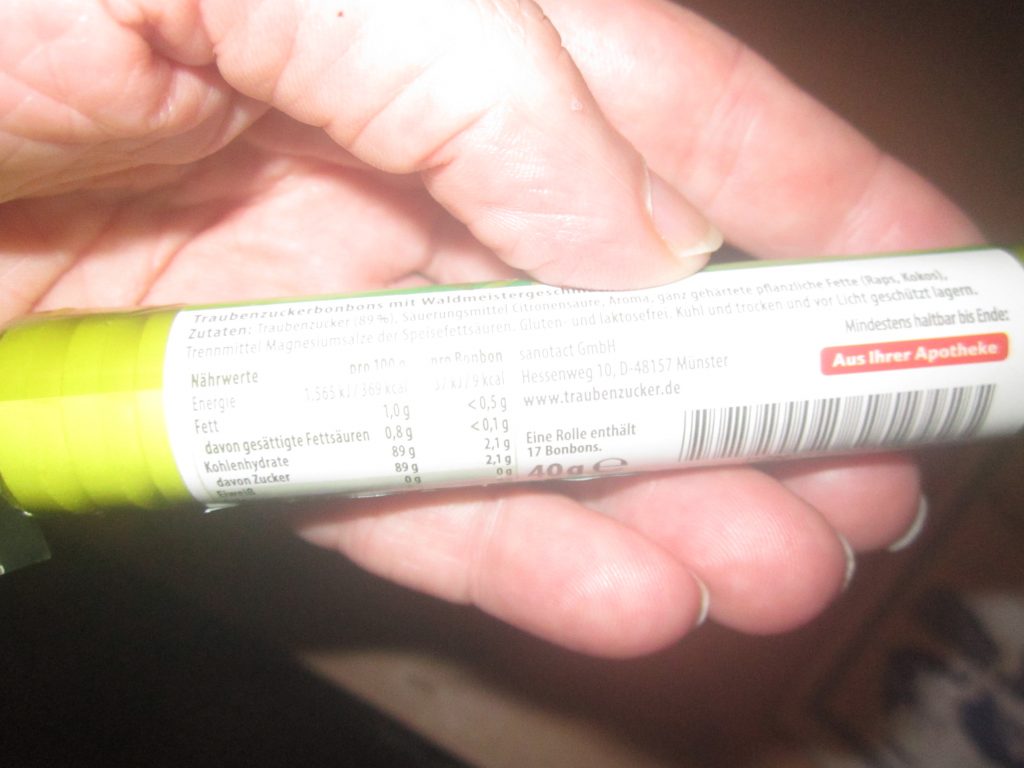 Traubenzuckerbonbons mit Waldmeistergeschm
Zutaten: Traubenzucker (89%), Säuerungsmittel Citronensäure, Aroma, ganz gehärtete pflanzliche Fette (Raps, Kokos),
Trennmittel Magnesiumsalze der Speisefettsäuren. Gluten- und laktosefrei. Kühl und trocken und vor Licht geschützt lagern.
Nährwerte pro 100 g pro Bonbon
Energie 1.565 kJ / 369 kcal 37 kJ / 9 kcal
Fett 1,0 g < 0,5 g
davon gesättigte Fettsäuren 0,8 g < 0,1 g
Kohlenhydrate 89 g 2,1 g
davon Zucker 89 g 2,1 g
Eiweiß 0 g 0 g
sanotact GmbH
Hessenweg 10, D-48157 Münster
www.traubenzucker.de
Eine Rolle enthält
17 Bonbons.
40 g ℮
Mindestens haltbar bis Ende:
Aus Ihrer Apotheke